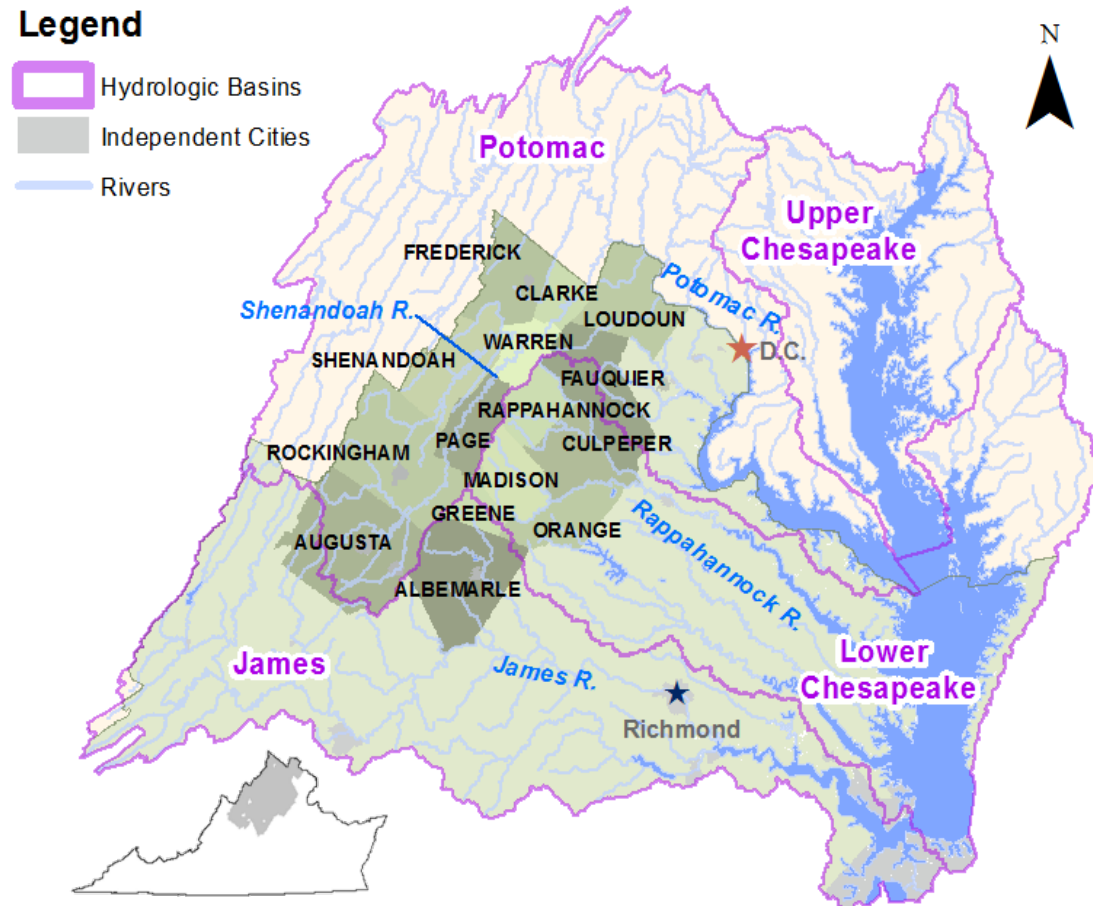 Legend
Hydrologic Basins
Independent Cities
Rivers
N
Potomac
Upper
Chesapeake
FREDERICK
CLARKE
Potomac R.
Shenandoah R.
LOUDOUN
WARREN
D.C.
SHENANDOAH
FAUQUIER
RAPPAHANNOCK
PAGE
CULPEPER
ROCKINGHAM
MADISON
GREENE
ORANGE
Rappahannock R.
AUGUSTA
ALBEMARLE
James
James R.
Lower
Chesapeake
Richmond